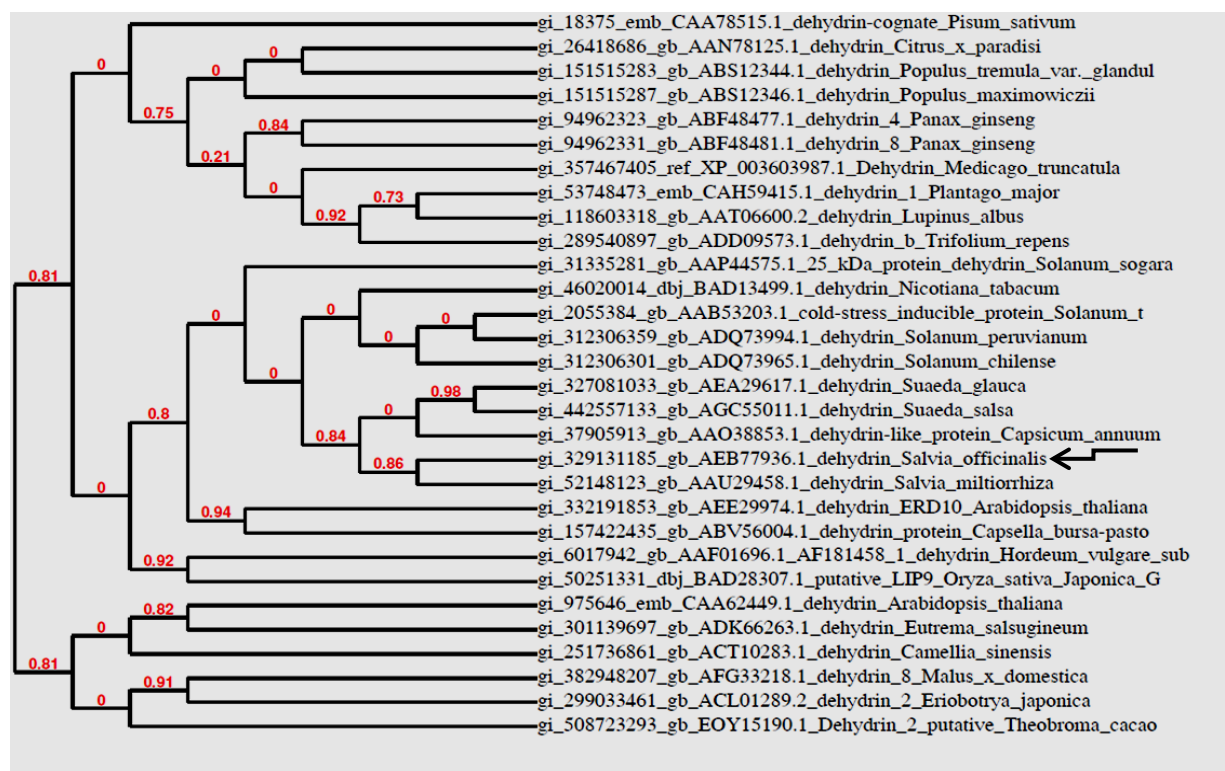 gi_18375_emb_CAA78515.1_dehydrin-cognate_Pisum_sativum
gi_26418686_gb_AAN78125.1_dehydrin_Citrus_x_paradisi
0
0
0
gi_151515283_gb_ABS12344.1_dehydrin_Populus_tremula_var._glandul
gi_151515287_gb_ABS12346.1_dehydrin_Populus_maximowiczii
0.75
0.84
gi_94962323_gb_ABF48477.1_dehydrin_4_Panax_ginseng
gi_94962331_gb_ABF48481.1_dehydrin_8_Panax_ginseng
0.21
gi_357467405_ref_XP_003603987.1_Dehydrin_Medicago_truncatula
0
0.73
gi_53748473_emb_CAH59415.1_dehydrin_1_Plantago_major
0.92
gi_118603318_gb_AAT06600.2_dehydrin_Lupinus_albus
gi_289540897_gb_ADD09573.1_dehydrin_b_Trifolium_repens
0.81
gi_31335281_gb_AAP44575.1_25_kDa_protein_dehydrin_Solanum_sogara
gi_46020014_dbj_BAD13499.1_dehydrin_Nicotiana_tabacum
0
0
0
gi_2055384_gb_AAB53203.1_cold-stress_inducible_protein_Solanum_t
0
gi_312306359_gb_ADQ73994.1_dehydrin_Solanum_peruvianum
gi_312306301_gb_ADQ73965.1_dehydrin_Solanum_chilense
0
0.98
gi_327081033_gb_AEA29617.1_dehydrin_Suaeda_glauca
0.8
0
gi_442557133_gb_AGC55011.1_dehydrin_Suaeda_salsa
0.84
gi_37905913_gb_AAO38853.1_dehydrin-like_protein_Capsicum_annuum
gi_329131185_gb_AEB77936.1_dehydrin_Salvia_officinalis
0.86
gi_52148123_gb_AAU29458.1_dehydrin_Salvia_miltiorrhiza
0
gi_332191853_gb_AEE29974.1_dehydrin_ERD10_Arabidopsis_thaliana
0.94
gi_157422435_gb_ABV56004.1_dehydrin_protein_Capsella_bursa-pasto
gi_6017942_gb_AAF01696.1_AF181458_1_dehydrin_Hordeum_vulgare_sub
0.92
gi_50251331_dbj_BAD28307.1_putative_LIP9_Oryza_sativa_Japonica_G
gi_975646_emb_CAA62449.1_dehydrin_Arabidopsis_thaliana
0.82
0
gi_301139697_gb_ADK66263.1_dehydrin_Eutrema_salsugineum
gi_251736861_gb_ACT10283.1_dehydrin_Camellia_sinensis
0.81
gi_382948207_gb_AFG33218.1_dehydrin_8_Malus_x_domestica
0.91
0
gi_299033461_gb_ACL01289.2_dehydrin_2_Eriobotrya_japonica
gi_508723293_gb_EOY15190.1_Dehydrin_2_putative_Theobroma_cacao